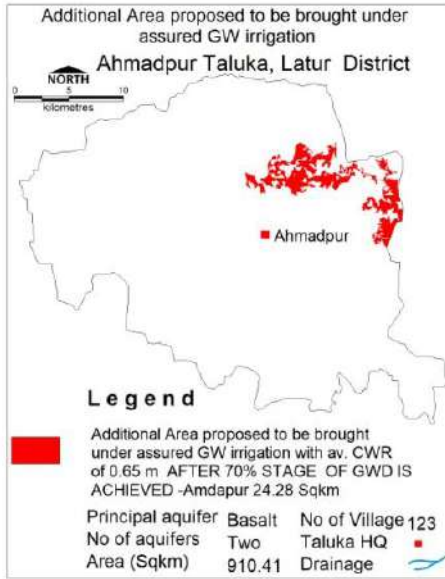 Additional Area proposed to be brought under
assured GW irrigation
Ahmadpur Taluka, Latur District
NORTH
0 5 10
kilometres
Ahmadpur
Legend
Additional Area proposed to be brought
under assured GW irrigation with av. CWR
of 0.65 m AFTER 70% STAGE OF GWD IS
ACHIEVED -Amdapur 24.28 Sqkm
Principal aquifer Basalt No of Village 123
No of aquifers Two Taluka HQ
Area (Sqkm) 910.41 Drainage